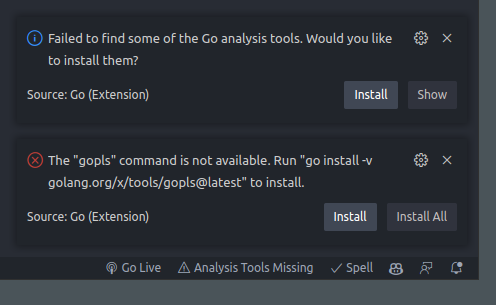 Failed to find some of the Go analysis tools. Would you like
to install them?
Source: Go (Extension)
Install
Show
The "gopls" command is not available. Run "go install -v
golang.org/x/tools/gopls@latest" to install.
Source: Go (Extension)
Install
Install All
Go Live
Analysis Tools Missing
Spell